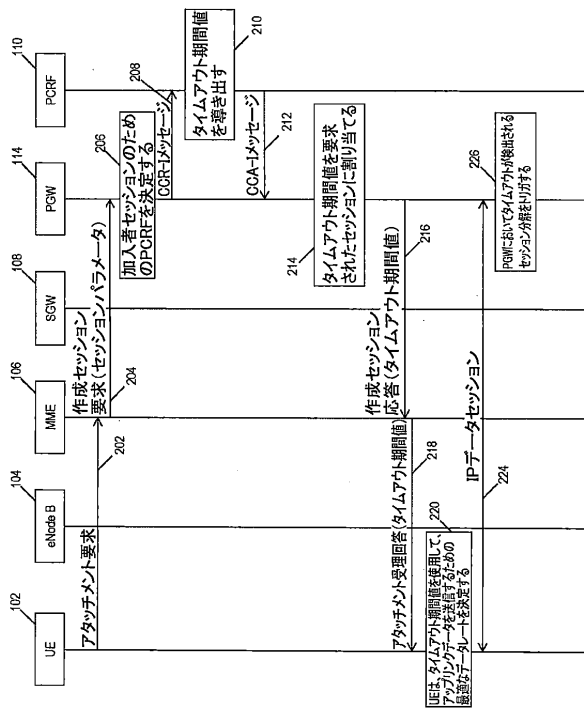 102
UE
104
eNode B
106
MME
108
SGW
114
PGW
110
PCRF
アタッチメント要求
202
作成セッション
要求(セッションパラメータ)
204
206
加入者セッションのため
のPCRFを決定する
CCR-Iメッセージ
208
210
タイムアウト期間値
を導き出す
CCA-Iメッセージ
212
214
タイムアウト期間値を要求
されたセッションに割り当てる
作成セッション
応答(タイムアウト期間値)
216
アタッチメント受理回答(タイムアウト期間値)
218
220
UEは、タイムアウト期間値を使用して、
アップリンクデータを送信するための
最適なデータレートを決定する
IPデータセッション
224
226
PGWにおいてタイムアウトが検出される
セッション分解をトリガする